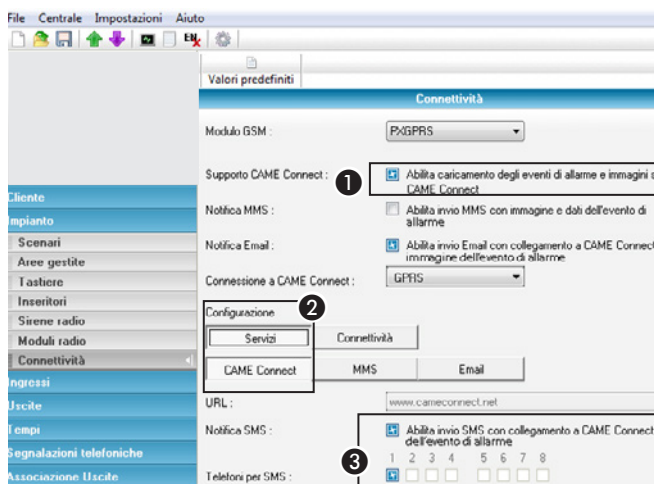 File Centrale Impostazioni Aiuto
EN
Valori predefiniti
Connettività
Modulo GSM :
PXGPRS
Supporto CAME Connect :
1
Abilita caricamento degli eventi di allarme e immagini s
CAME Connect
Notifica MMS :
Abilita invio MMS con immagine e dati dell'evento di
allarme
Notifica Email :
Abilita invio Email con collegamento a CAME Connect
immagine dell'evento di allarme
Connessione a CAME Connect :
GPRS
Configurazione
2
Servizi
Connettività
CAME Connect
MMS
Email
URL :
www.cameconnect.net
Notifica SMS :
Abilita invio SMS con collegamento a CAME Connect
dell'evento di allarme
3
1 2 3 4 5 6 7 8
Telefoni per SMS :
Cliente
Impianto
Scenari
Aree gestite
Tastiere
Inseritori
Sirene radio
Moduli radio
Connettività
Ingressi
Uscite
Tempi
Segnalazioni telefoniche
Associazione Uscite